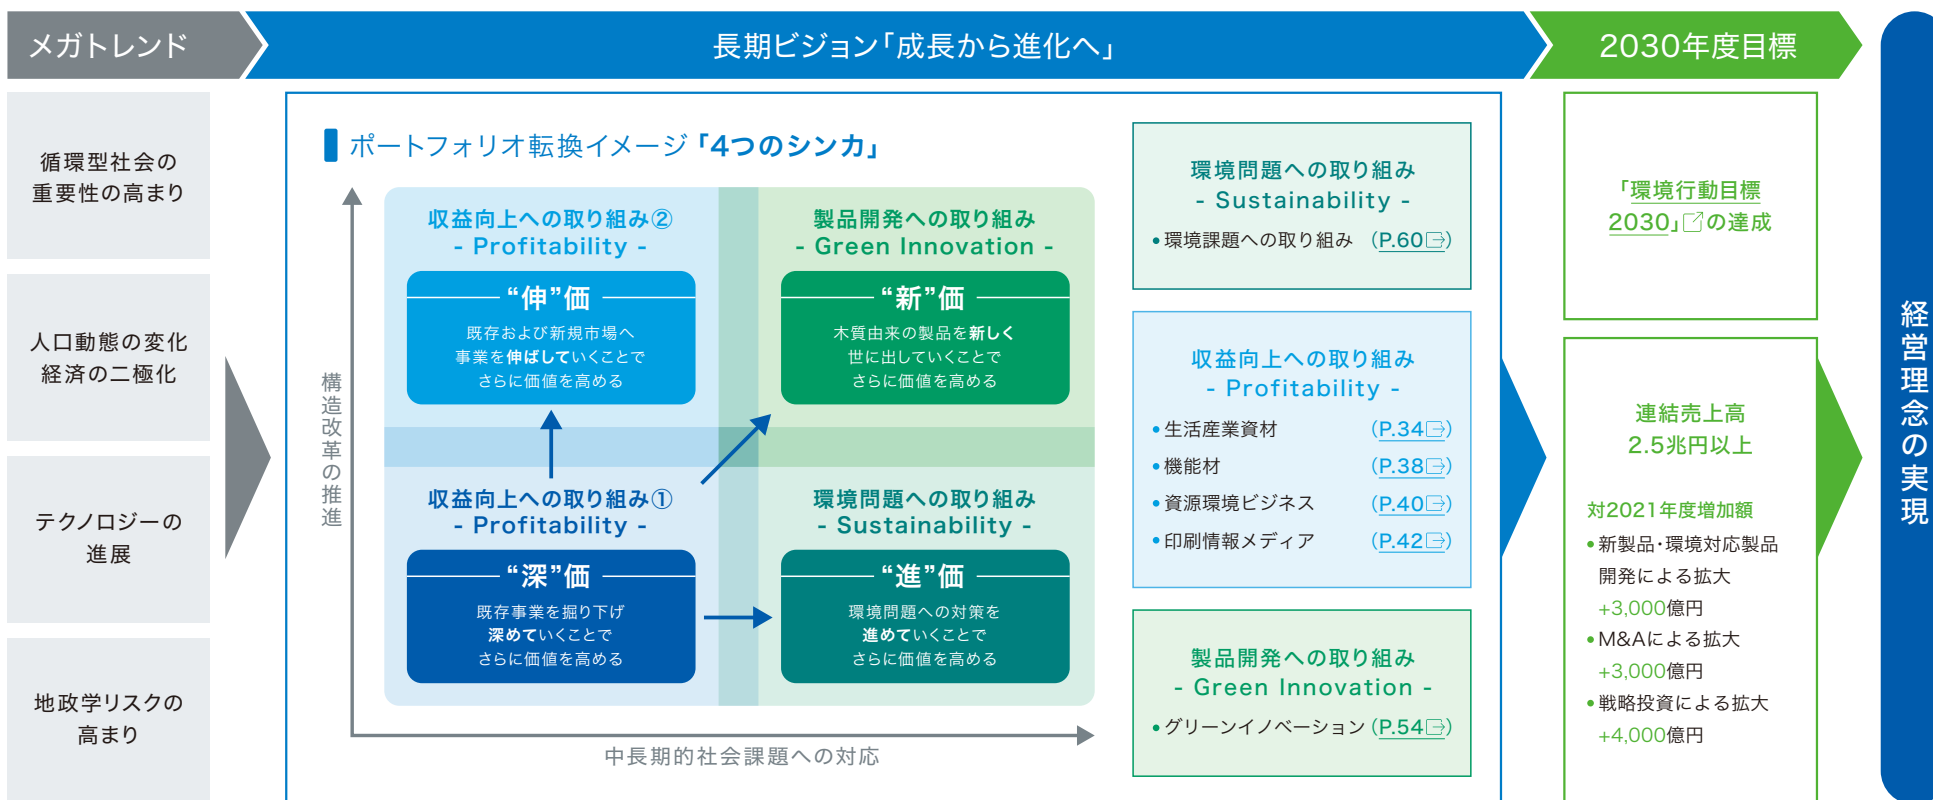 メガトレンド
長期ビジョン「成長から進化へ」
2030年度目標
循環型社会の
重要性の高まり
人口動態の変化
経済の二極化
テクノロジーの
進展
地政学リスクの
高まり
ポートフォリオ転換イメージ「4つのシンカ」
構造改革の推進
収益向上への取り組み②
- Profitability -
“伸”価
既存および新規市場へ
事業を伸ばしていくことで
さらに価値を高める
製品開発への取り組み
- Green Innovation -
“新”価
木質由来の製品を新しく
世に出していくことで
さらに価値を高める
収益向上への取り組み①
- Profitability -
“深”価
既存事業を掘り下げ
深めていくことで
さらに価値を高める
環境問題への取り組み
- Sustainability -
“進”価
環境問題への対策を
進めていくことで
さらに価値を高める
中長期的社会課題への対応
環境問題への取り組み
- Sustainability -
•環境課題への取り組み (P.60)
収益向上への取り組み
- Profitability -
•生活産業資材 (P.34)
•機能材 (P.38)
•資源環境ビジネス (P.40)
•印刷情報メディア (P.42)
製品開発への取り組み
- Green Innovation -
•グリーンイノベーション (P.54)
「環境行動目標
2030」の達成
連結売上高
2.5兆円以上
対2021年度増加額
•新製品・環境対応製品
開発による拡大
+3,000億円
•M&Aによる拡大
+3,000億円
•戦略投資による拡大
+4,000億円
経営理念の実現